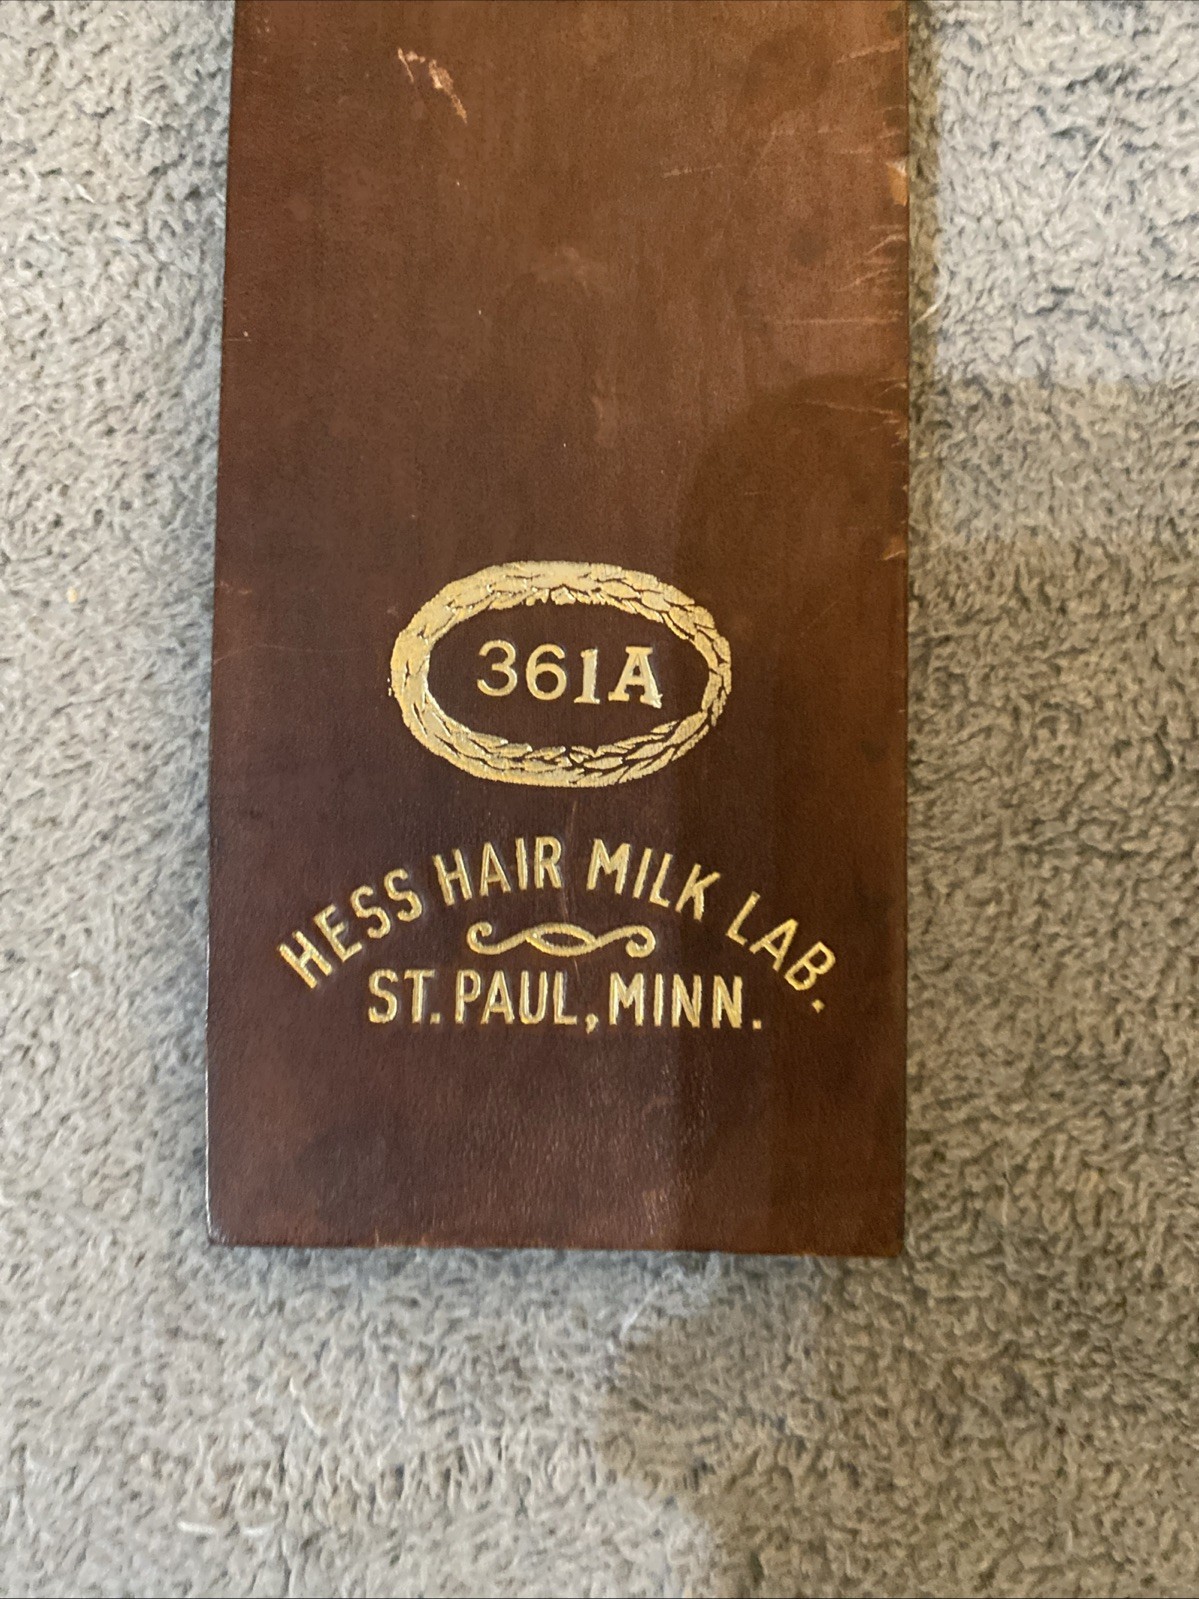 361A
HESS HAIR MILK LAB.
ST. PAUL, MINN.